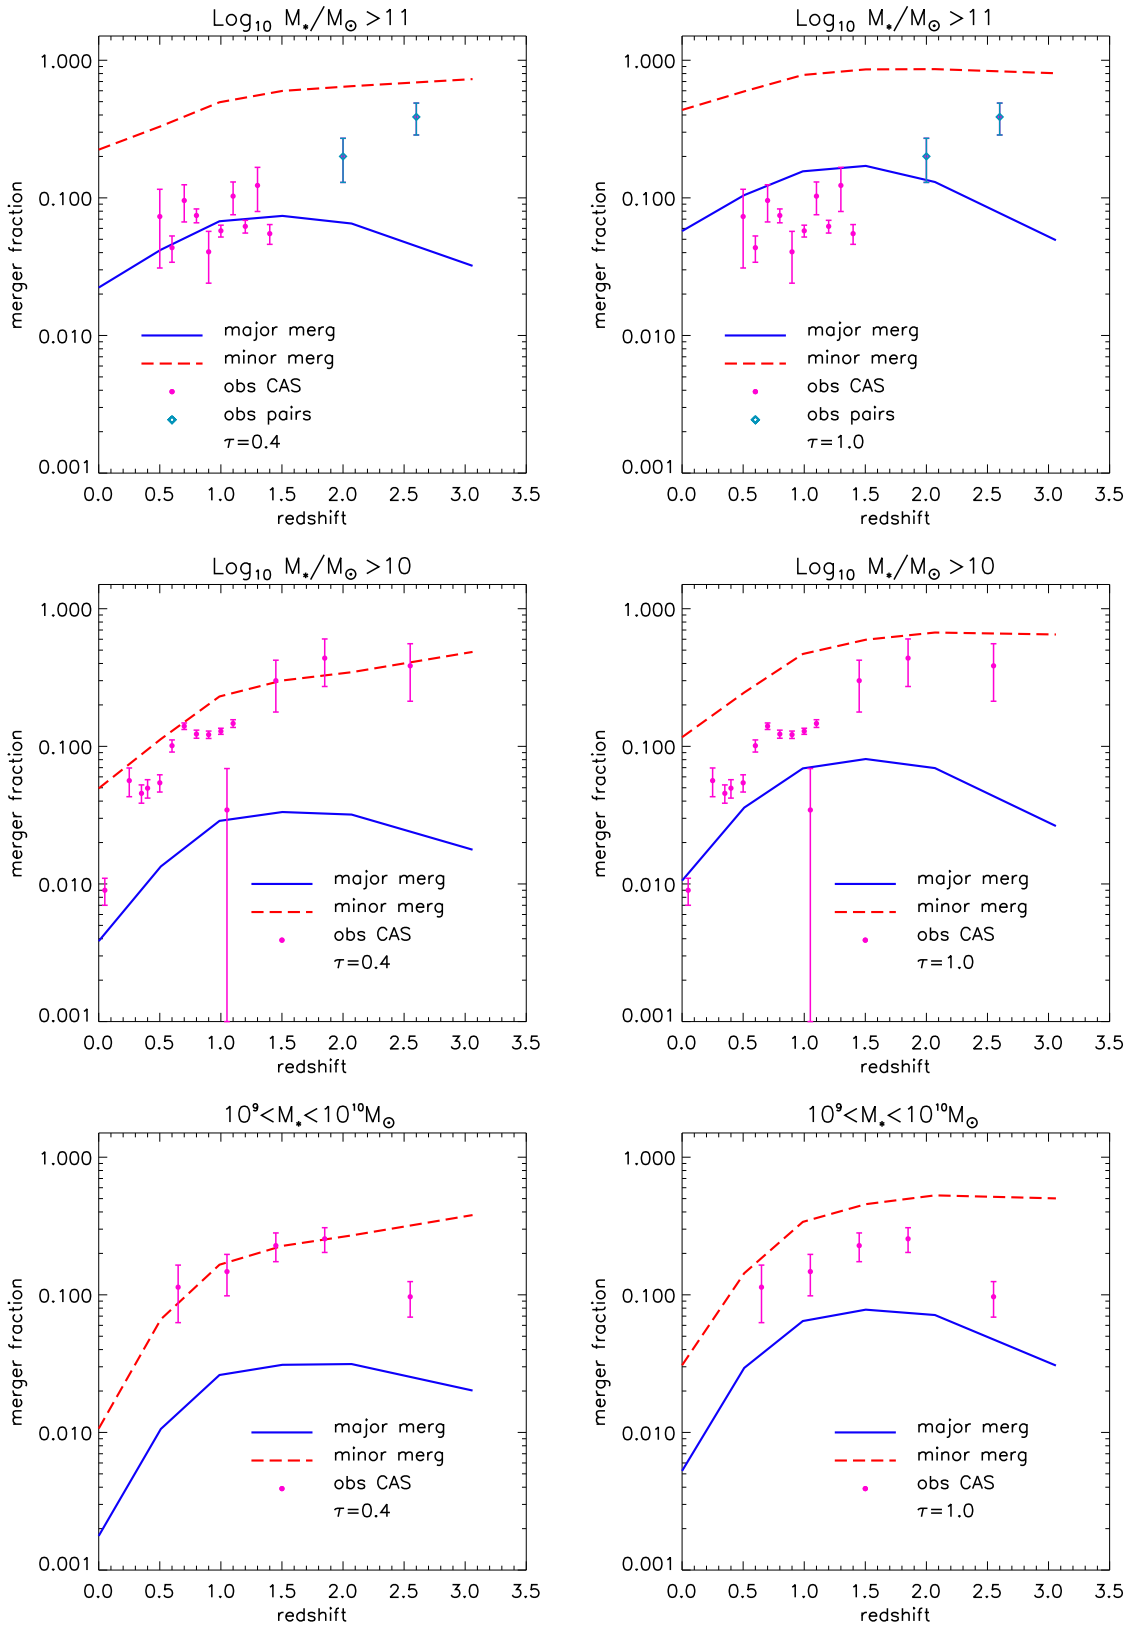 Log₁₀ M*/M☉ >11
merger fraction
1.000
0.100
0.010
0.001
major merg
minor merg
obs CAS
obs pairs
τ=0.4
0.0 0.5 1.0 1.5 2.0 2.5 3.0 3.5
redshift
Log₁₀ M*/M☉ >11
merger fraction
1.000
0.100
0.010
0.001
major merg
minor merg
obs CAS
obs pairs
τ=1.0
0.0 0.5 1.0 1.5 2.0 2.5 3.0 3.5
redshift
Log₁₀ M*/M☉ >10
merger fraction
1.000
0.100
0.010
0.001
major merg
minor merg
obs CAS
τ=0.4
0.0 0.5 1.0 1.5 2.0 2.5 3.0 3.5
redshift
Log₁₀ M*/M☉ >10
merger fraction
1.000
0.100
0.010
0.001
major merg
minor merg
obs CAS
τ=1.0
0.0 0.5 1.0 1.5 2.0 2.5 3.0 3.5
redshift
10⁹<M*<10¹⁰M☉
merger fraction
1.000
0.100
0.010
0.001
major merg
minor merg
obs CAS
τ=0.4
0.0 0.5 1.0 1.5 2.0 2.5 3.0 3.5
redshift
10⁹<M*<10¹⁰M☉
merger fraction
1.000
0.100
0.010
0.001
major merg
minor merg
obs CAS
τ=1.0
0.0 0.5 1.0 1.5 2.0 2.5 3.0 3.5
redshift